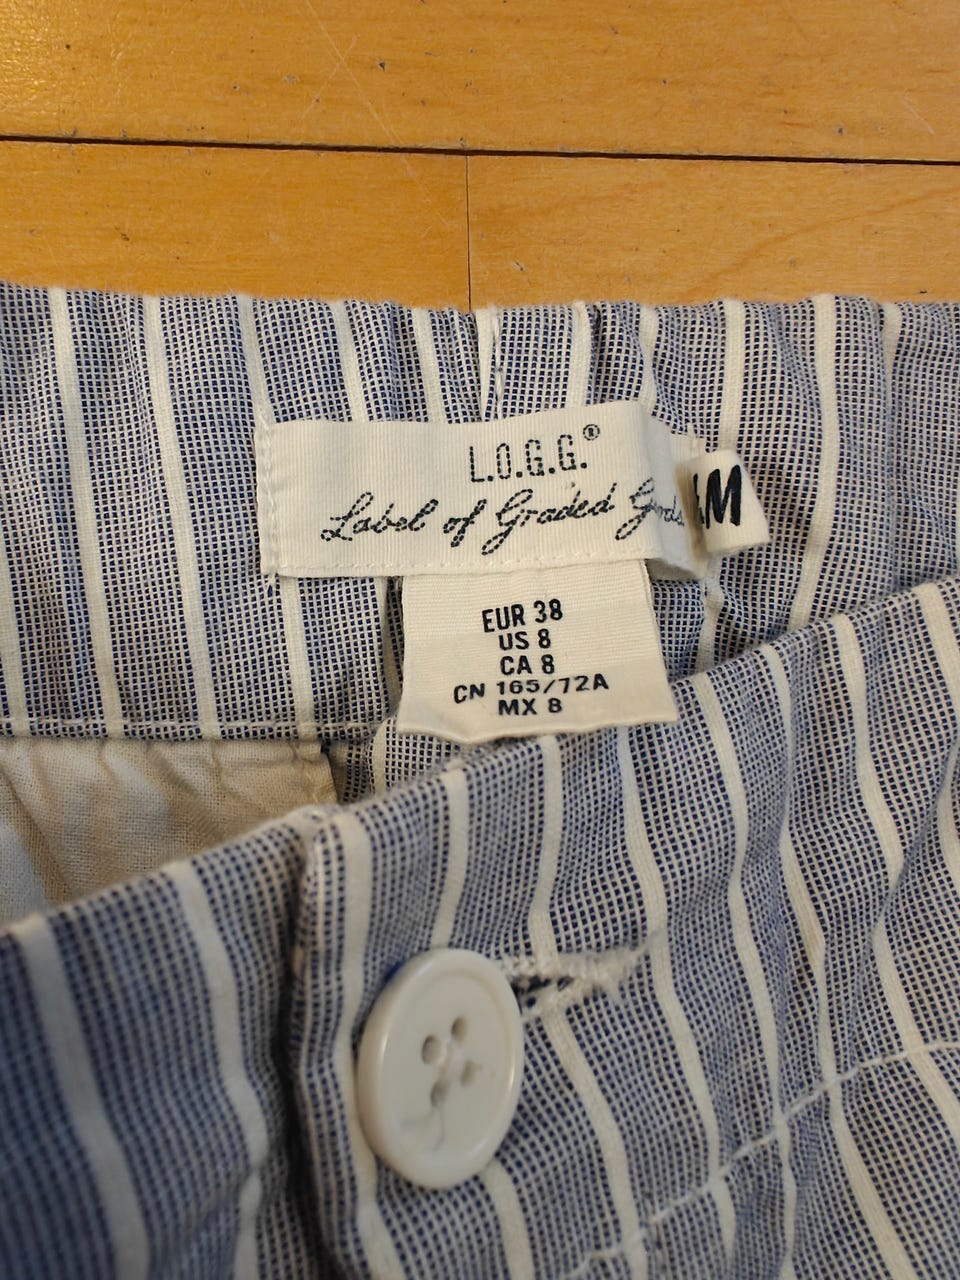 L.O.G.G.®
Label of Graded Goods
.M
EUR 38
US 8
CA 8
CN 165/72A
MX 8